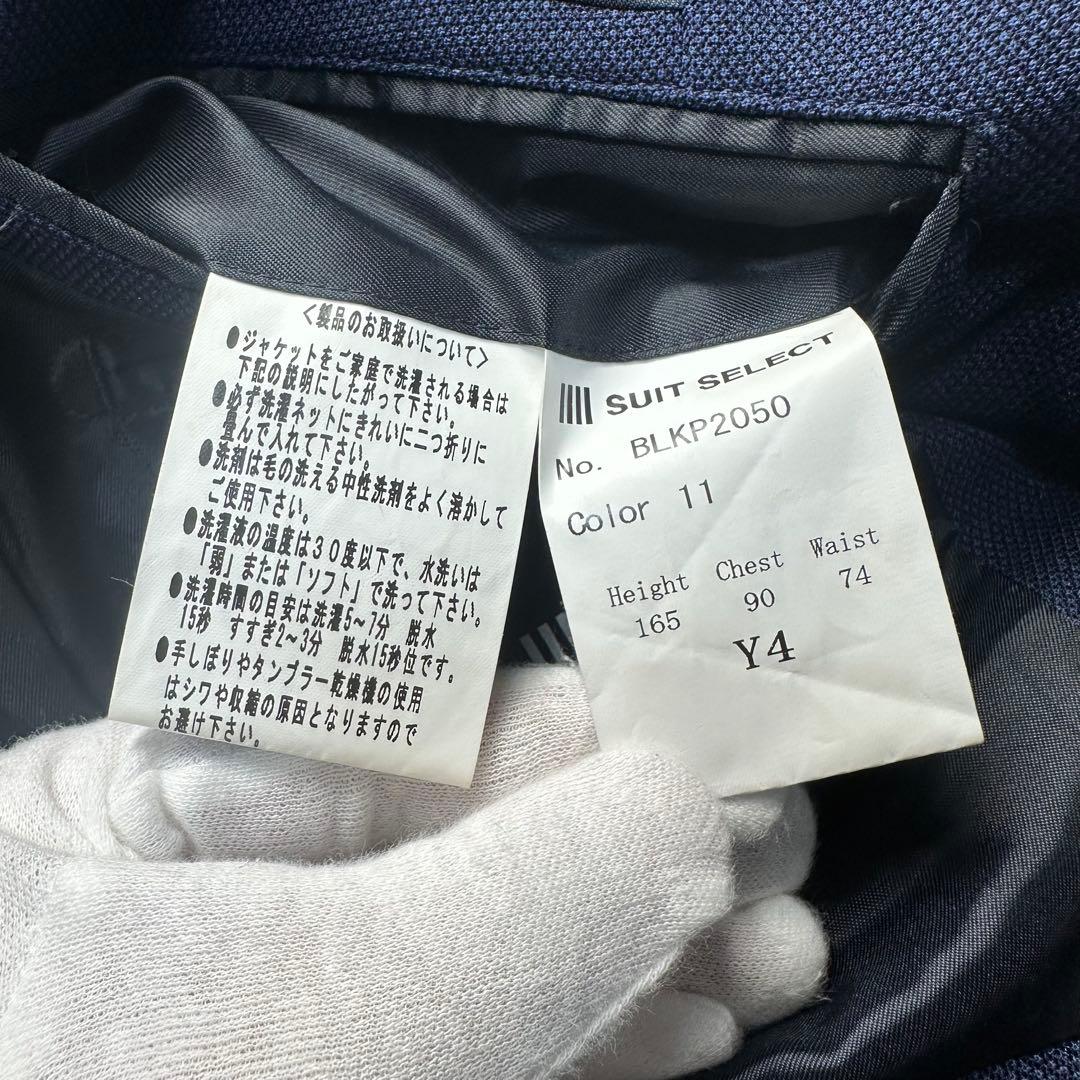 <製品のお取扱いについて>
●ジャケットをご家庭で洗濯される場合は
下記の説明にしたがって下さい。
●必ず洗濯ネットにきれいに二つ折りに
畳んで入れて下さい。
●洗剤は毛の洗える中性洗剤をよく溶かして
ご使用下さい。
●洗濯液の温度は30度以下で、水洗いは
「弱」または「ソフト」で洗って下さい。
●洗濯時間の目安は洗濯5~7分 脱水
15秒 すすぎ2~3分 脱水15秒位です。
●手しぼりやタンブラー乾燥機の使用
はシワや収縮の原因となりますので
お避け下さい。
SUIT SELECT
No. BLKP2050
Color 11
Height Chest Waist
165 90 74
Y4